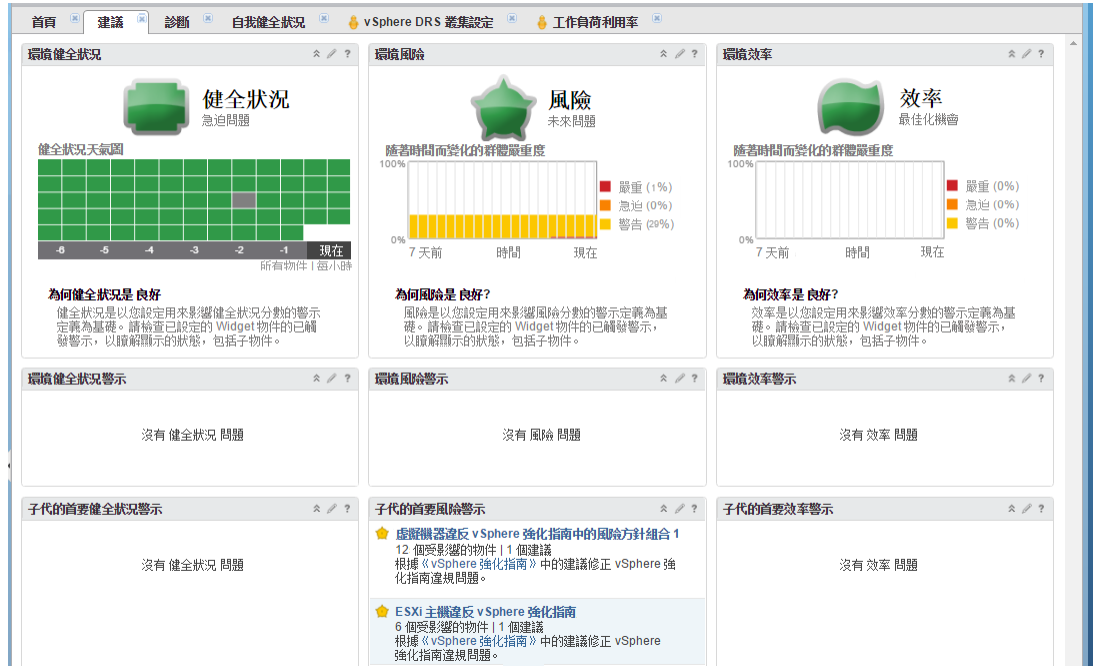 首頁
建議
診斷
自我健全狀況
vSphere DRS 叢集設定
工作負荷利用率
環境健全狀況
?
健全狀況
急迫問題
健全狀況天氣圖
-6 -5 -4 -3 -2 -1 現在
所有物件 | 每小時
為何健全狀況是 良好
健全狀況是以您設定用來影響健全狀況分數的警示
定義為基礎。請檢查已設定的 Widget 物件的已觸
發警示，以瞭解顯示的狀態，包括子物件。
環境風險
?
風險
未來問題
隨著時間而變化的群體嚴重度
100%
0%
7 天前 時間 現在
嚴重 (1%)
急迫 (0%)
警告 (29%)
為何風險是 良好?
風險是以您設定用來影響風險分數的警示定義為基
礎。請檢查已設定的 Widget 物件的已觸發警示，
以瞭解顯示的狀態，包括子物件。
環境效率
?
效率
最佳化機會
隨著時間而變化的群體嚴重度
100%
0%
7 天前 時間 現在
嚴重 (0%)
急迫 (0%)
警告 (0%)
為何效率是 良好?
效率是以您設定用來影響效率分數的警示定義為基
礎。請檢查已設定的 Widget 物件的已觸發警示，
以瞭解顯示的狀態，包括子物件。
環境健全狀況警示
?
沒有 健全狀況 問題
環境風險警示
?
沒有 風險 問題
環境效率警示
?
沒有 效率 問題
子代的首要健全狀況警示
?
沒有 健全狀況 問題
子代的首要風險警示
?
虛擬機器違反 vSphere 強化指南中的風險方針組合 1
12 個受影響的物件 | 1 個建議
根據《vSphere 強化指南》中的建議修正 vSphere 強
化指南違規問題。
ESXi 主機違反 vSphere 強化指南
6 個受影響的物件 | 1 個建議
根據《vSphere 強化指南》中的建議修正 vSphere
強化指南違規問題。
子代的首要效率警示
?
沒有 效率 問題